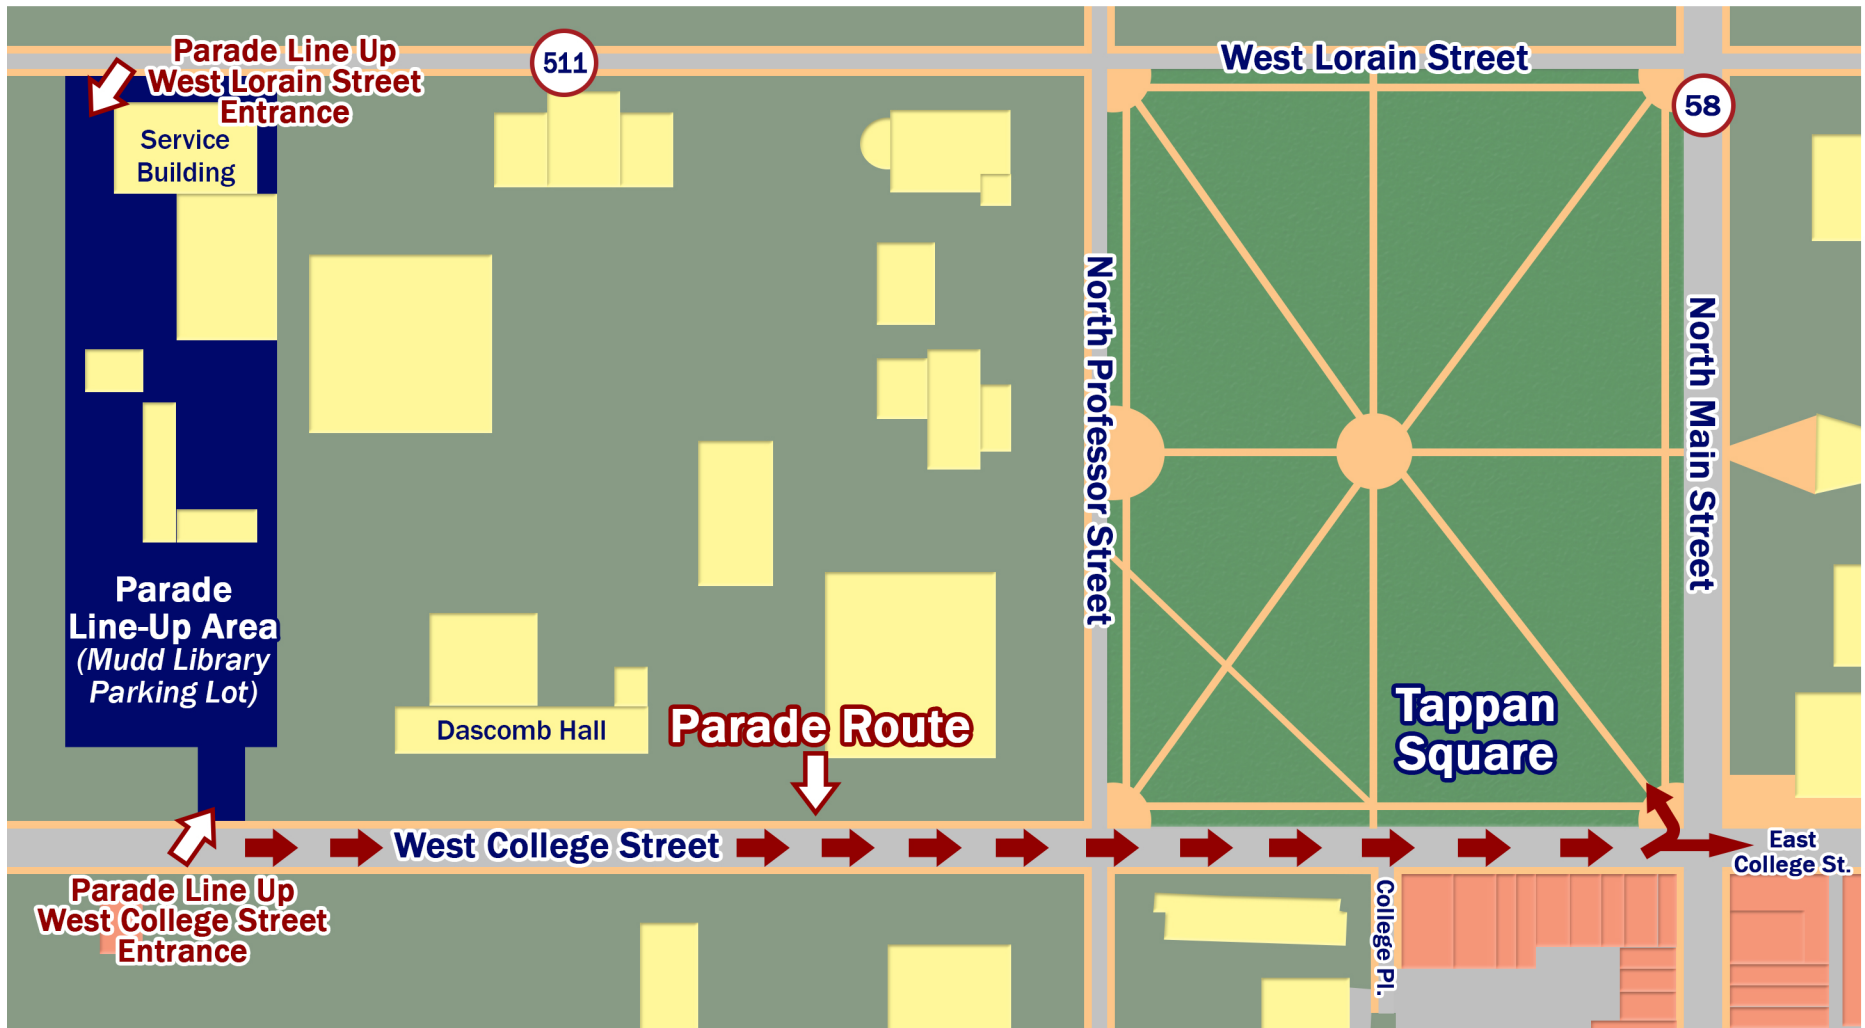 Parade Line Up
West Lorain Street
Entrance
511
West Lorain Street
58
Service
Building
North Professor Street
North Main Street
Parade
Line-Up Area
(Mudd Library
Parking Lot)
Dascomb Hall
Parade Route
Tappan
Square
West College Street
East
College St.
Parade Line Up
West College Street
Entrance
College Pl.